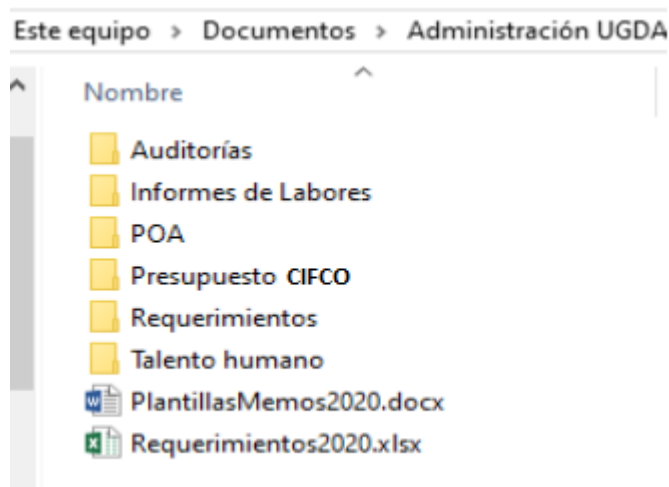 Este equipo > Documentos > Administración UGDA
Nombre
Auditorías
Informes de Labores
POA
Presupuesto CIFCO
Requerimientos
Talento humano
PlantillasMemos2020.docx
Requerimientos2020.xlsx